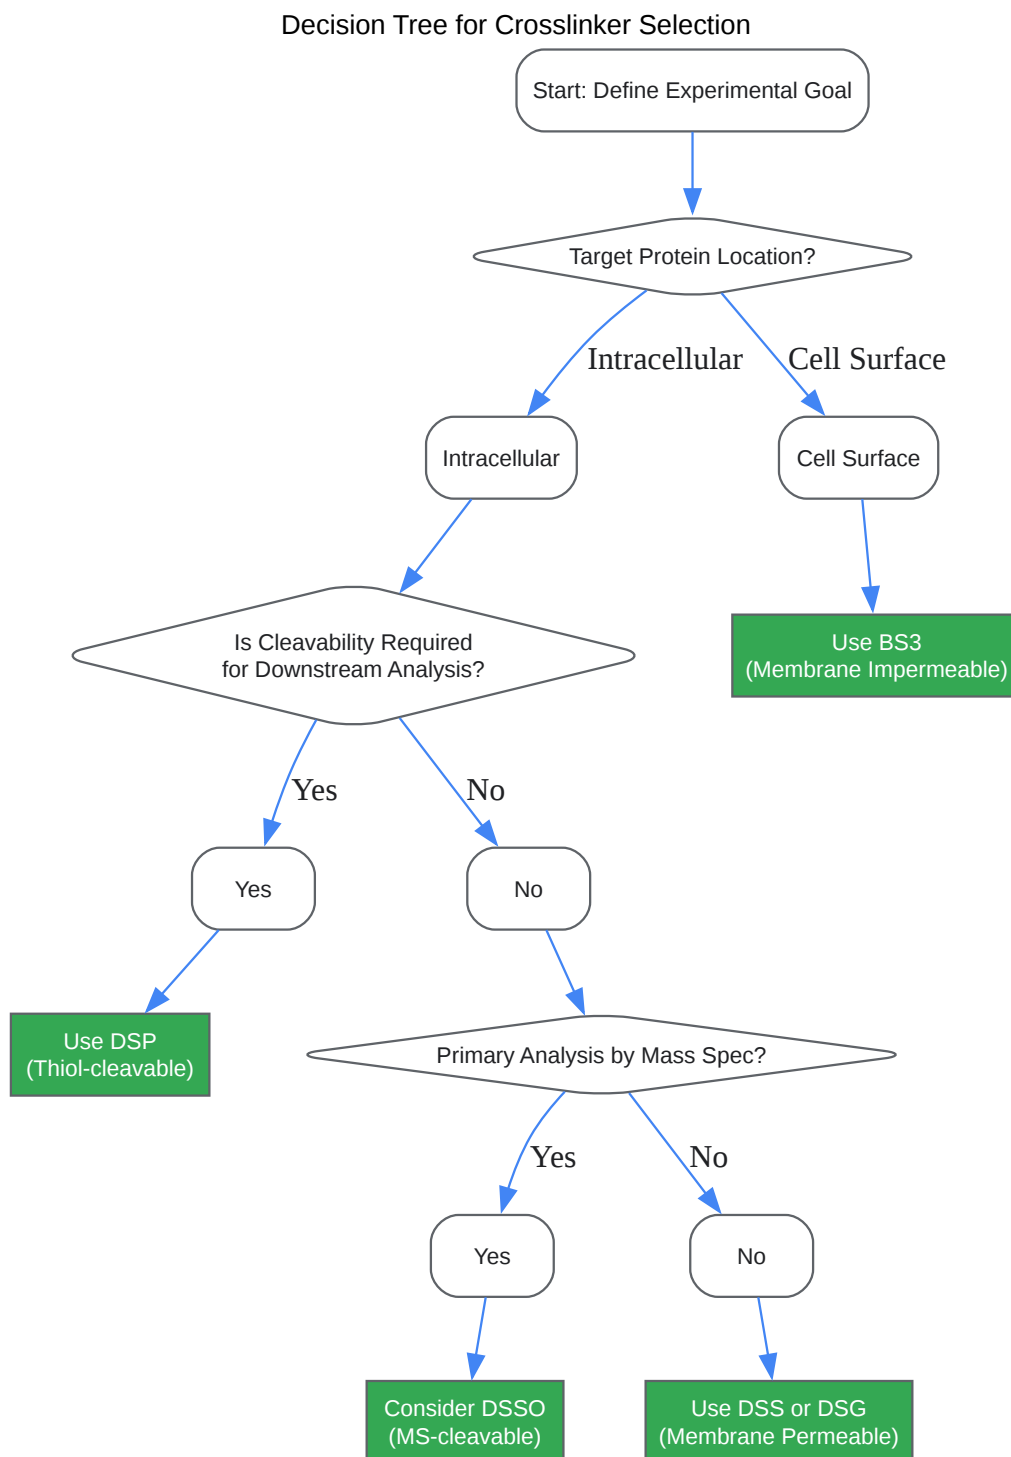 Decision Tree for Crosslinker Selection
Start: Define Experimental Goal
Target Protein Location?
Intracellular
Cell Surface
Intracellular
Cell Surface
Is Cleavability Required
for Downstream Analysis?
Use BS3
(Membrane Impermeable)
Yes
No
Yes
No
Use DSP
(Thiol-cleavable)
Primary Analysis by Mass Spec?
Yes
No
Yes
No
Consider DSSO
(MS-cleavable)
Use DSS or DSG
(Membrane Permeable)